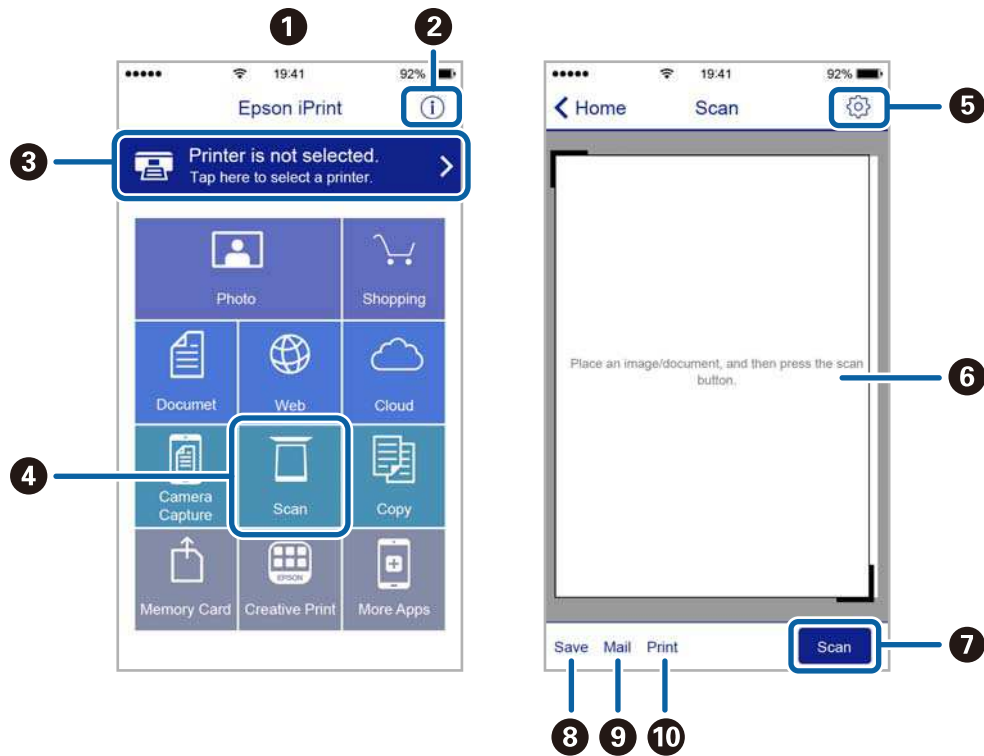 1
2
19:41
92%
Epson iPrint
i
3
Printer is not selected.
Tap here to select a printer.
Photo
Shopping
Documet
Web
Cloud
4
Camera
Capture
Scan
Copy
EPSON
Memory Card
Creative Print
More Apps
19:41
92%
Home
Scan
5
Place an image/document, and then press the scan
button.
6
Save
Mail
Print
Scan
7
8
9
10